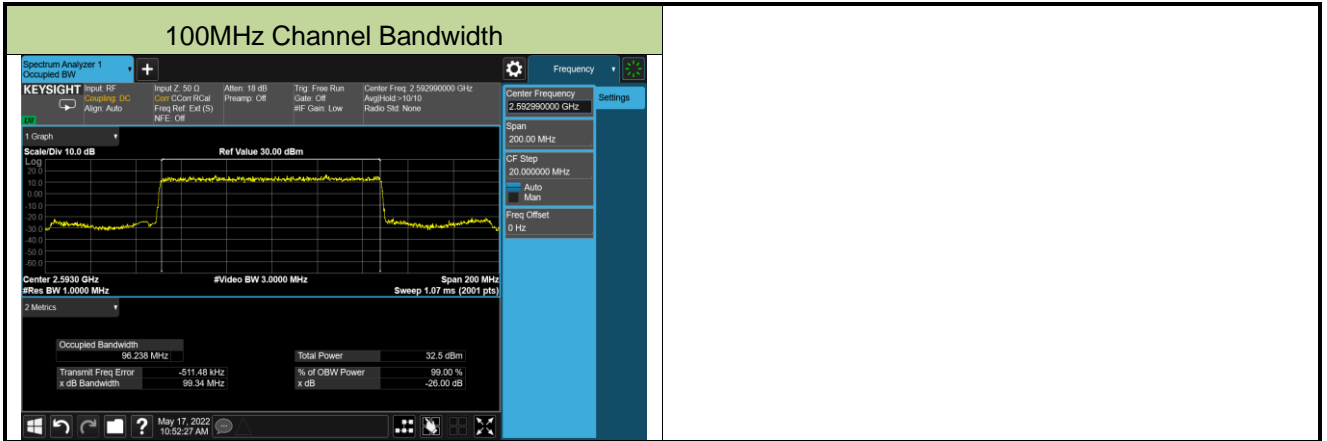 100MHz Channel Bandwidth
Spectrum Analyzer 1
Occupied BW
Frequency
KEYSIGHT
Input: RF
Coupling: DC
Align: Auto
Input Z: 50 Ω
Corr CCorr RCal
Freq Ref: Ext (S)
NFE: Off
Atten: 18 dB
Preamp: Off
Trig: Free Run
Gate: Off
#IF Gain: Low
Center Freq: 2.592990000 GHz
Avg|Hold:>10/10
Radio Std: None
Center Frequency
2.592990000 GHz
Settings
Span
200.00 MHz
CF Step
20.000000 MHz
Auto
Man
Freq Offset
0 Hz
1 Graph
Scale/Div 10.0 dB
Ref Value 30.00 dBm
Log
20.0
10.0
0.00
-10.0
-20.0
-30.0
-40.0
-50.0
-60.0
Center 2.5930 GHz
#Video BW 3.0000 MHz
Span 200 MHz
#Res BW 1.0000 MHz
Sweep 1.07 ms (2001 pts)
2 Metrics
Occupied Bandwidth
96.238 MHz
Total Power 32.5 dBm
Transmit Freq Error -511.48 kHz
% of OBW Power 99.00 %
x dB Bandwidth 99.34 MHz
x dB -26.00 dB
?
May 17, 2022
10:52:27 AM